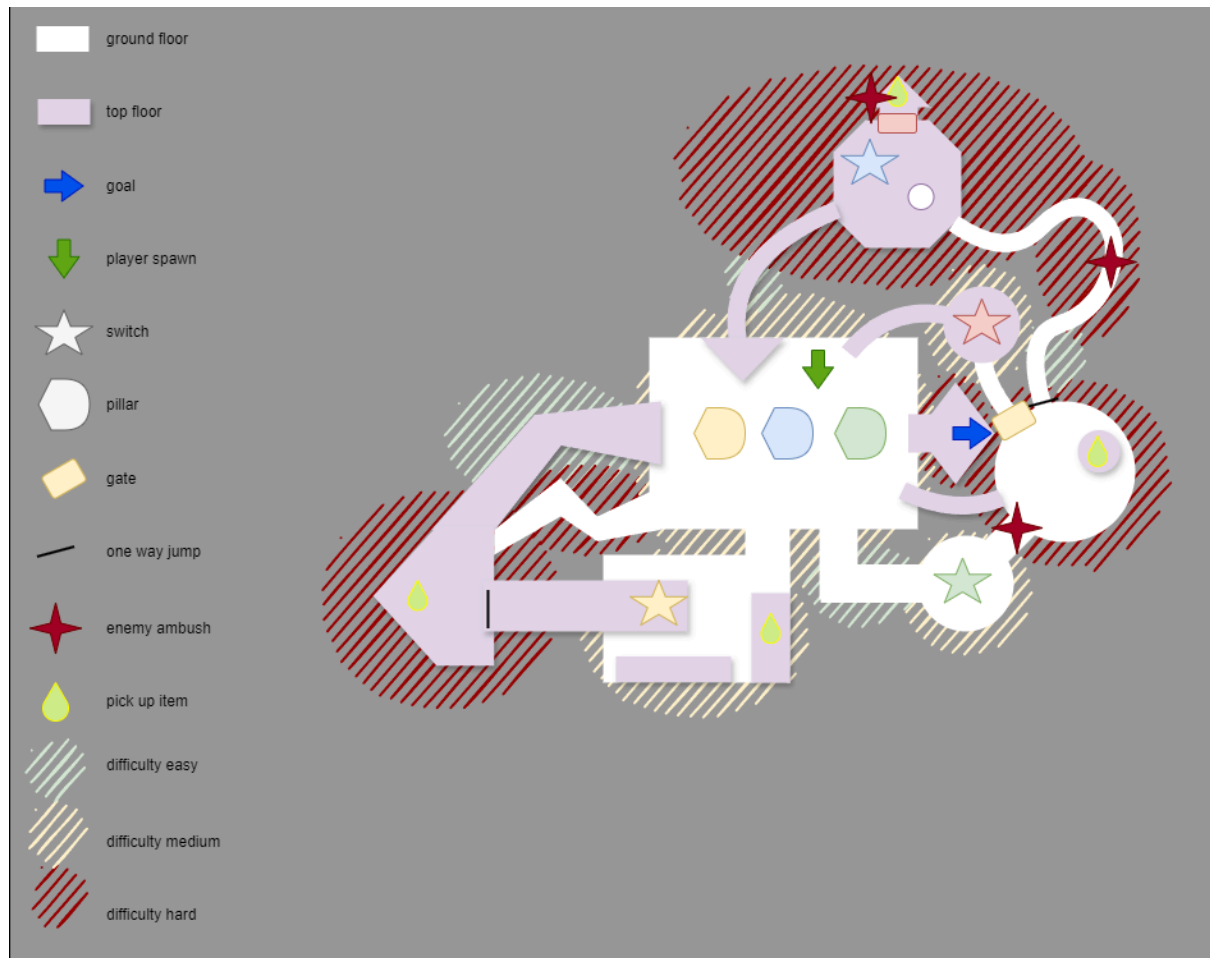 ground floor
top floor
goal
player spawn
switch
pillar
gate
one way jump
enemy ambush
pick up item
difficulty easy
difficulty medium
difficulty hard